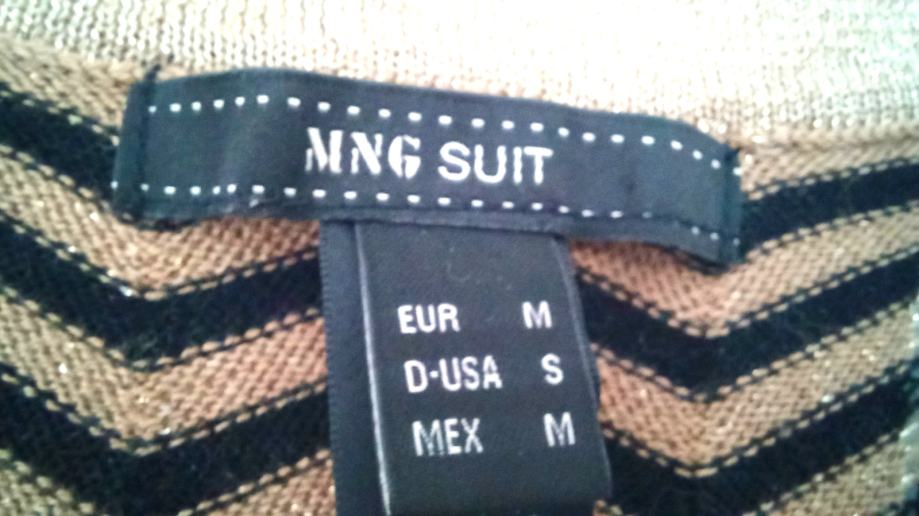 MNG SUIT
EUR M
D-USA S
MEX M